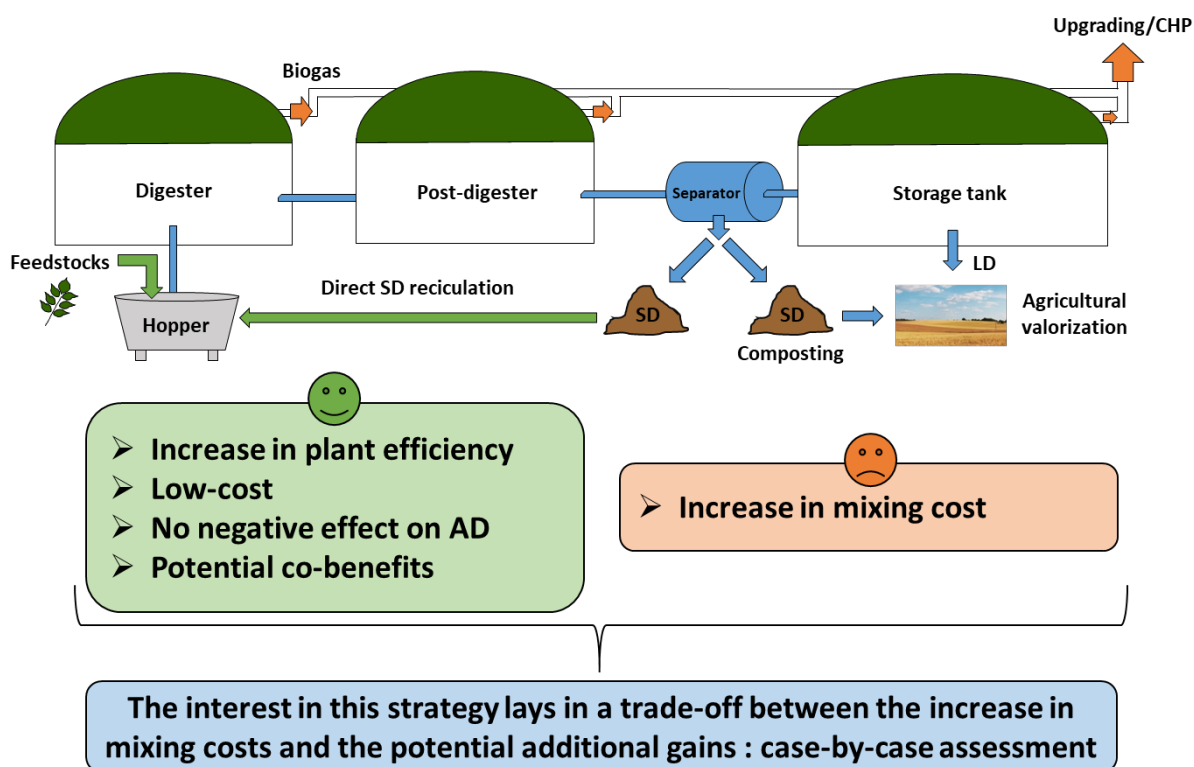 Upgrading/CHP
Biogas
Digester
Post-digester
Separator
Storage tank
Feedstocks
LD
Direct SD reciculation
Hopper
SD
SD
Composting
Agricultural
valorization
➢ Increase in plant efficiency
➢ Low-cost
➢ No negative effect on AD
➢ Potential co-benefits
➢ Increase in mixing cost
The interest in this strategy lays in a trade-off between the increase in
mixing costs and the potential additional gains : case-by-case assessment